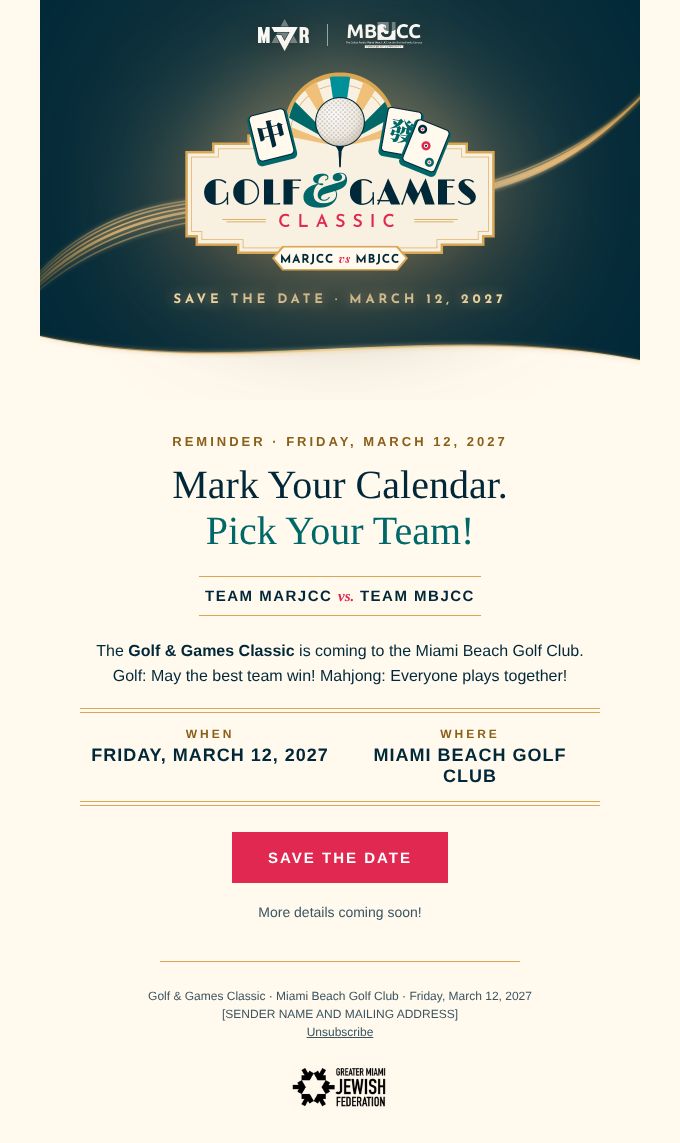 M R
MBJCC
中
發
GOLF & GAMES
CLASSIC
MARJCC vs MBJCC
SAVE THE DATE · MARCH 12, 2027
REMINDER · FRIDAY, MARCH 12, 2027
Mark Your Calendar.
Pick Your Team!
TEAM MARJCC vs. TEAM MBJCC
The Golf & Games Classic is coming to the Miami Beach Golf Club.
Golf: May the best team win! Mahjong: Everyone plays together!
WHEN
FRIDAY, MARCH 12, 2027
WHERE
MIAMI BEACH GOLF
CLUB
SAVE THE DATE
More details coming soon!
Golf & Games Classic · Miami Beach Golf Club · Friday, March 12, 2027
[SENDER NAME AND MAILING ADDRESS]
Unsubscribe
GREATER MIAMI
JEWISH
FEDERATION